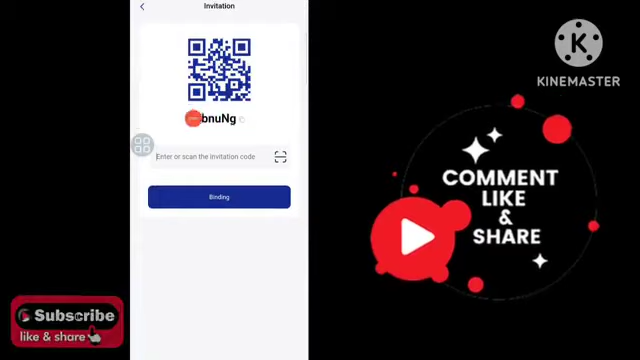 Invitation
bnuNg
Enter or scan the invitation code
Binding
KINEMASTER
COMMENT
LIKE
&
SHARE
Subscribe
like & share